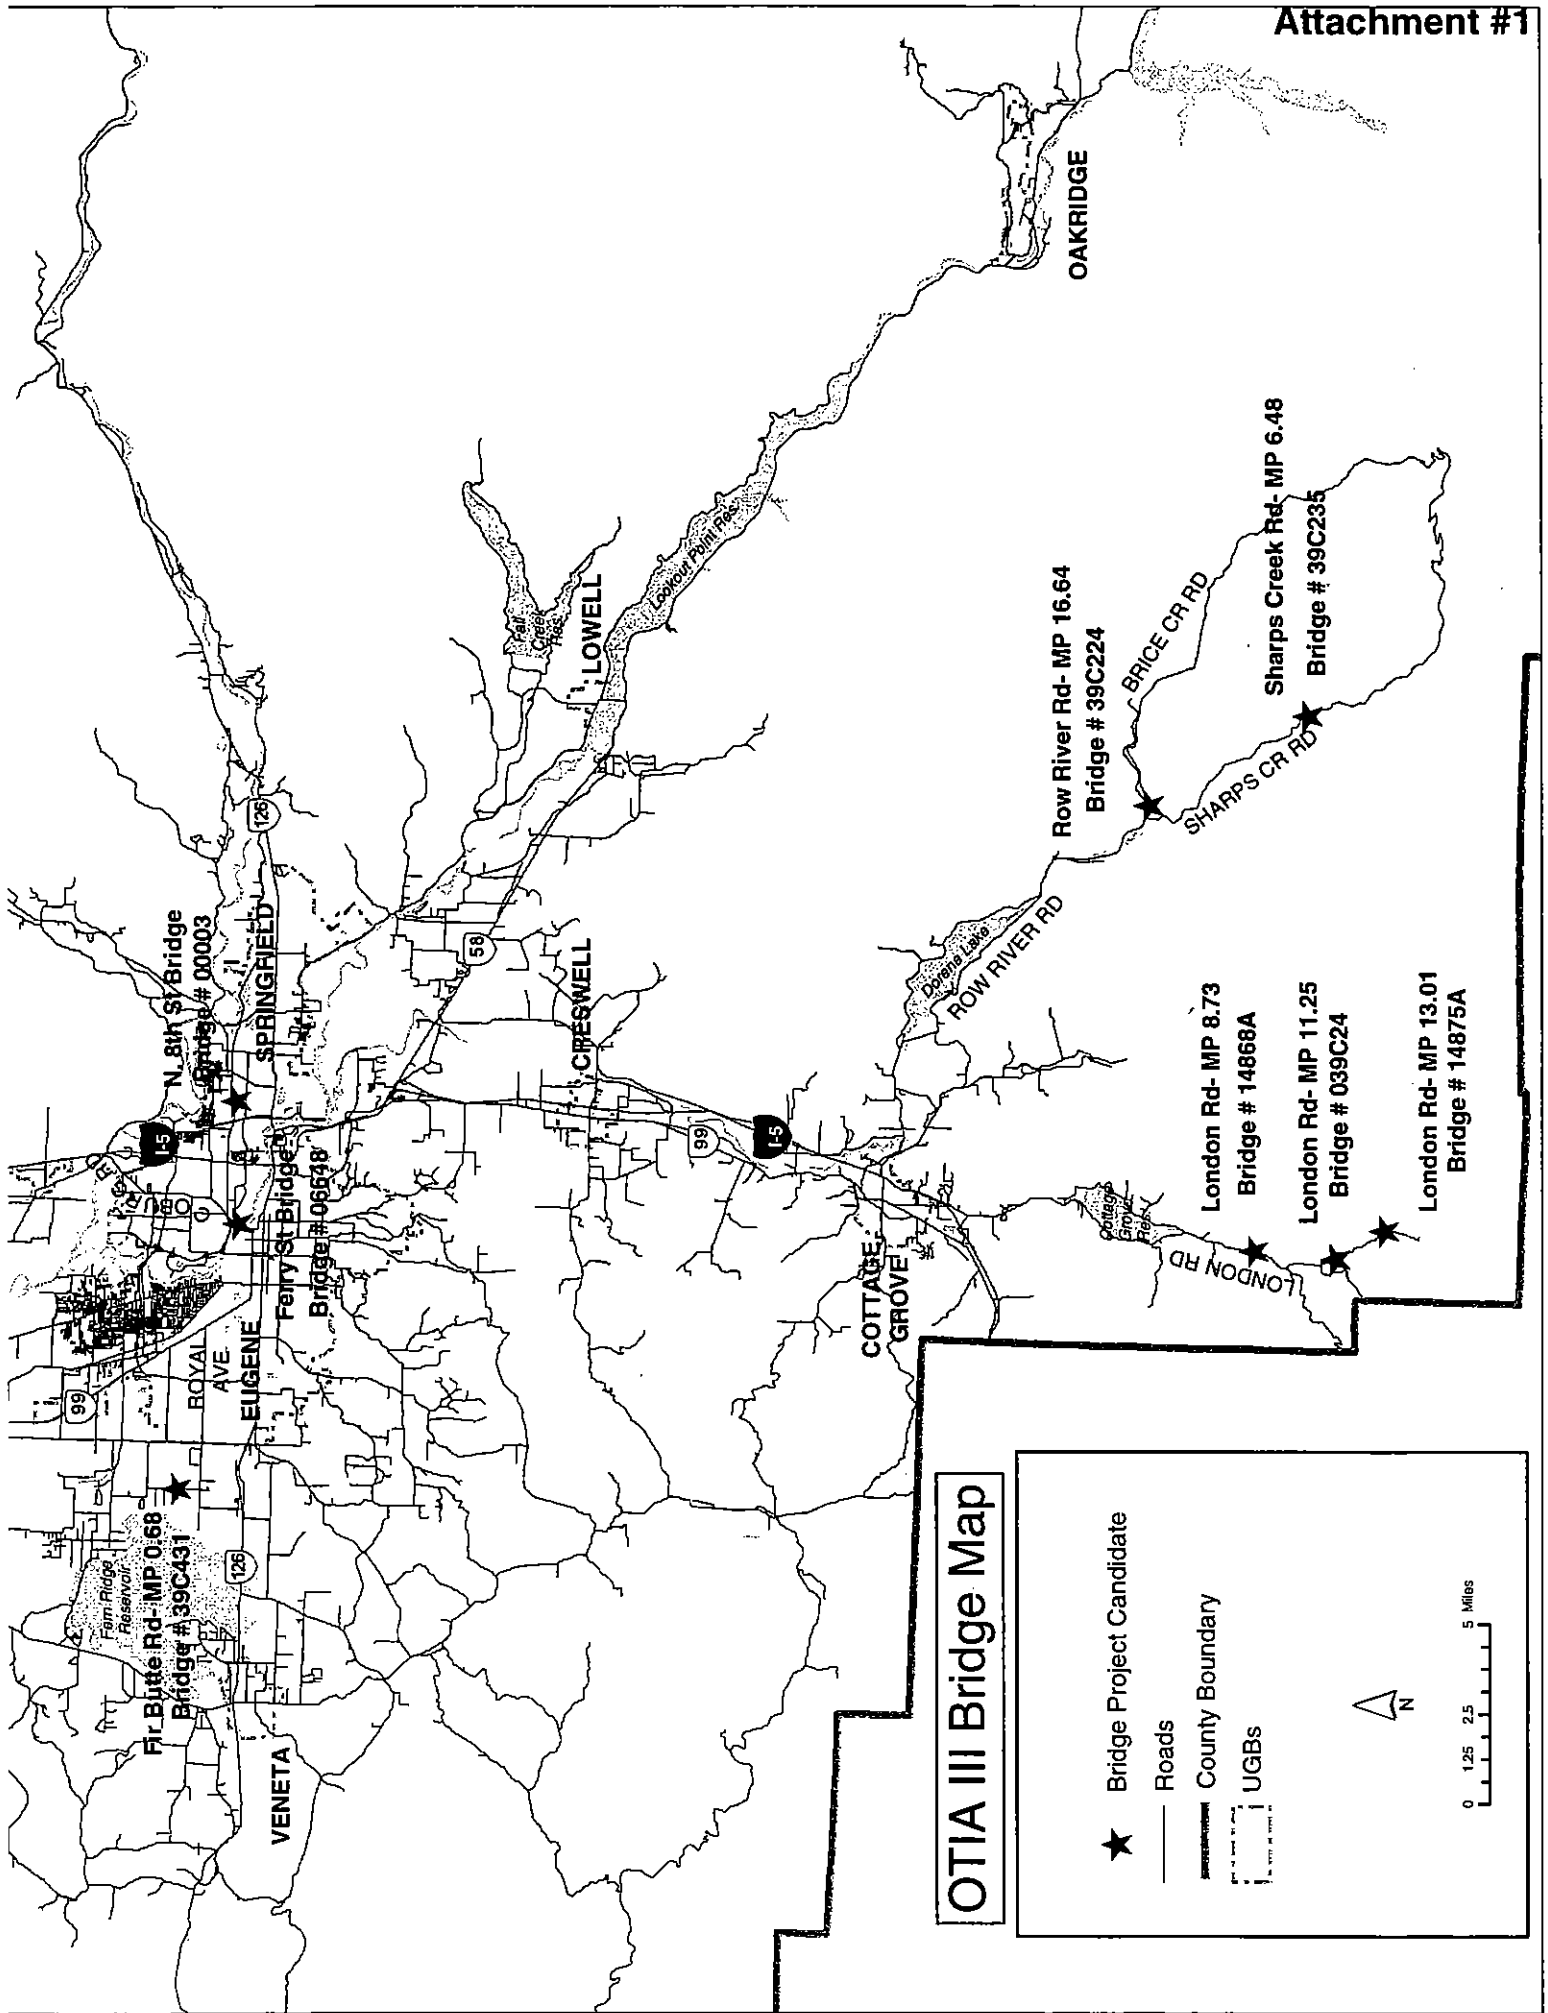 Attachment #1
N. 8th St Bridge
Bridge # 00003
SPRINGFIELD
126
I-5
Ferry St Bridge
Bridge # 06648
99
ROYAL
AVE.
EUGENE
Fir Butte Rd- MP 0.68
Bridge # 39C431
Fern Ridge
Reservoir
126
VENETA
OAKRIDGE
Lookout Point Res.
Fall
Creek
Res.
LOWELL
58
CRESWELL
99
I-5
COTTAGE
GROVE
Dorena Lake
ROW RIVER RD
Row River Rd- MP 16.64
Bridge # 39C224
BRICE CR RD
SHARPS CR RD
Sharps Creek Rd- MP 6.48
Bridge # 39C235
Cottage
Grove
Res.
LONDON RD
London Rd- MP 8.73
Bridge # 14868A
London Rd- MP 11.25
Bridge # 039C24
London Rd- MP 13.01
Bridge # 14875A
OTIA III Bridge Map
Bridge Project Candidate
Roads
County Boundary
UGBs
N
0 1.25 2.5 5 Miles